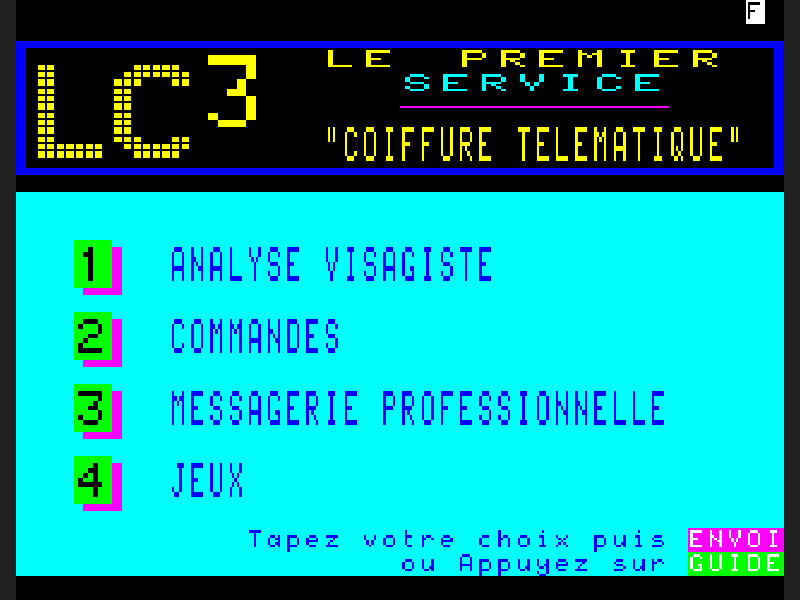 F
LC3
LE PREMIER
SERVICE
"COIFFURE TELEMATIQUE"
1 ANALYSE VISAGISTE
2 COMMANDES
3 MESSAGERIE PROFESSIONNELLE
4 JEUX
Tapez votre choix puis ENVOI
ou Appuyez sur GUIDE